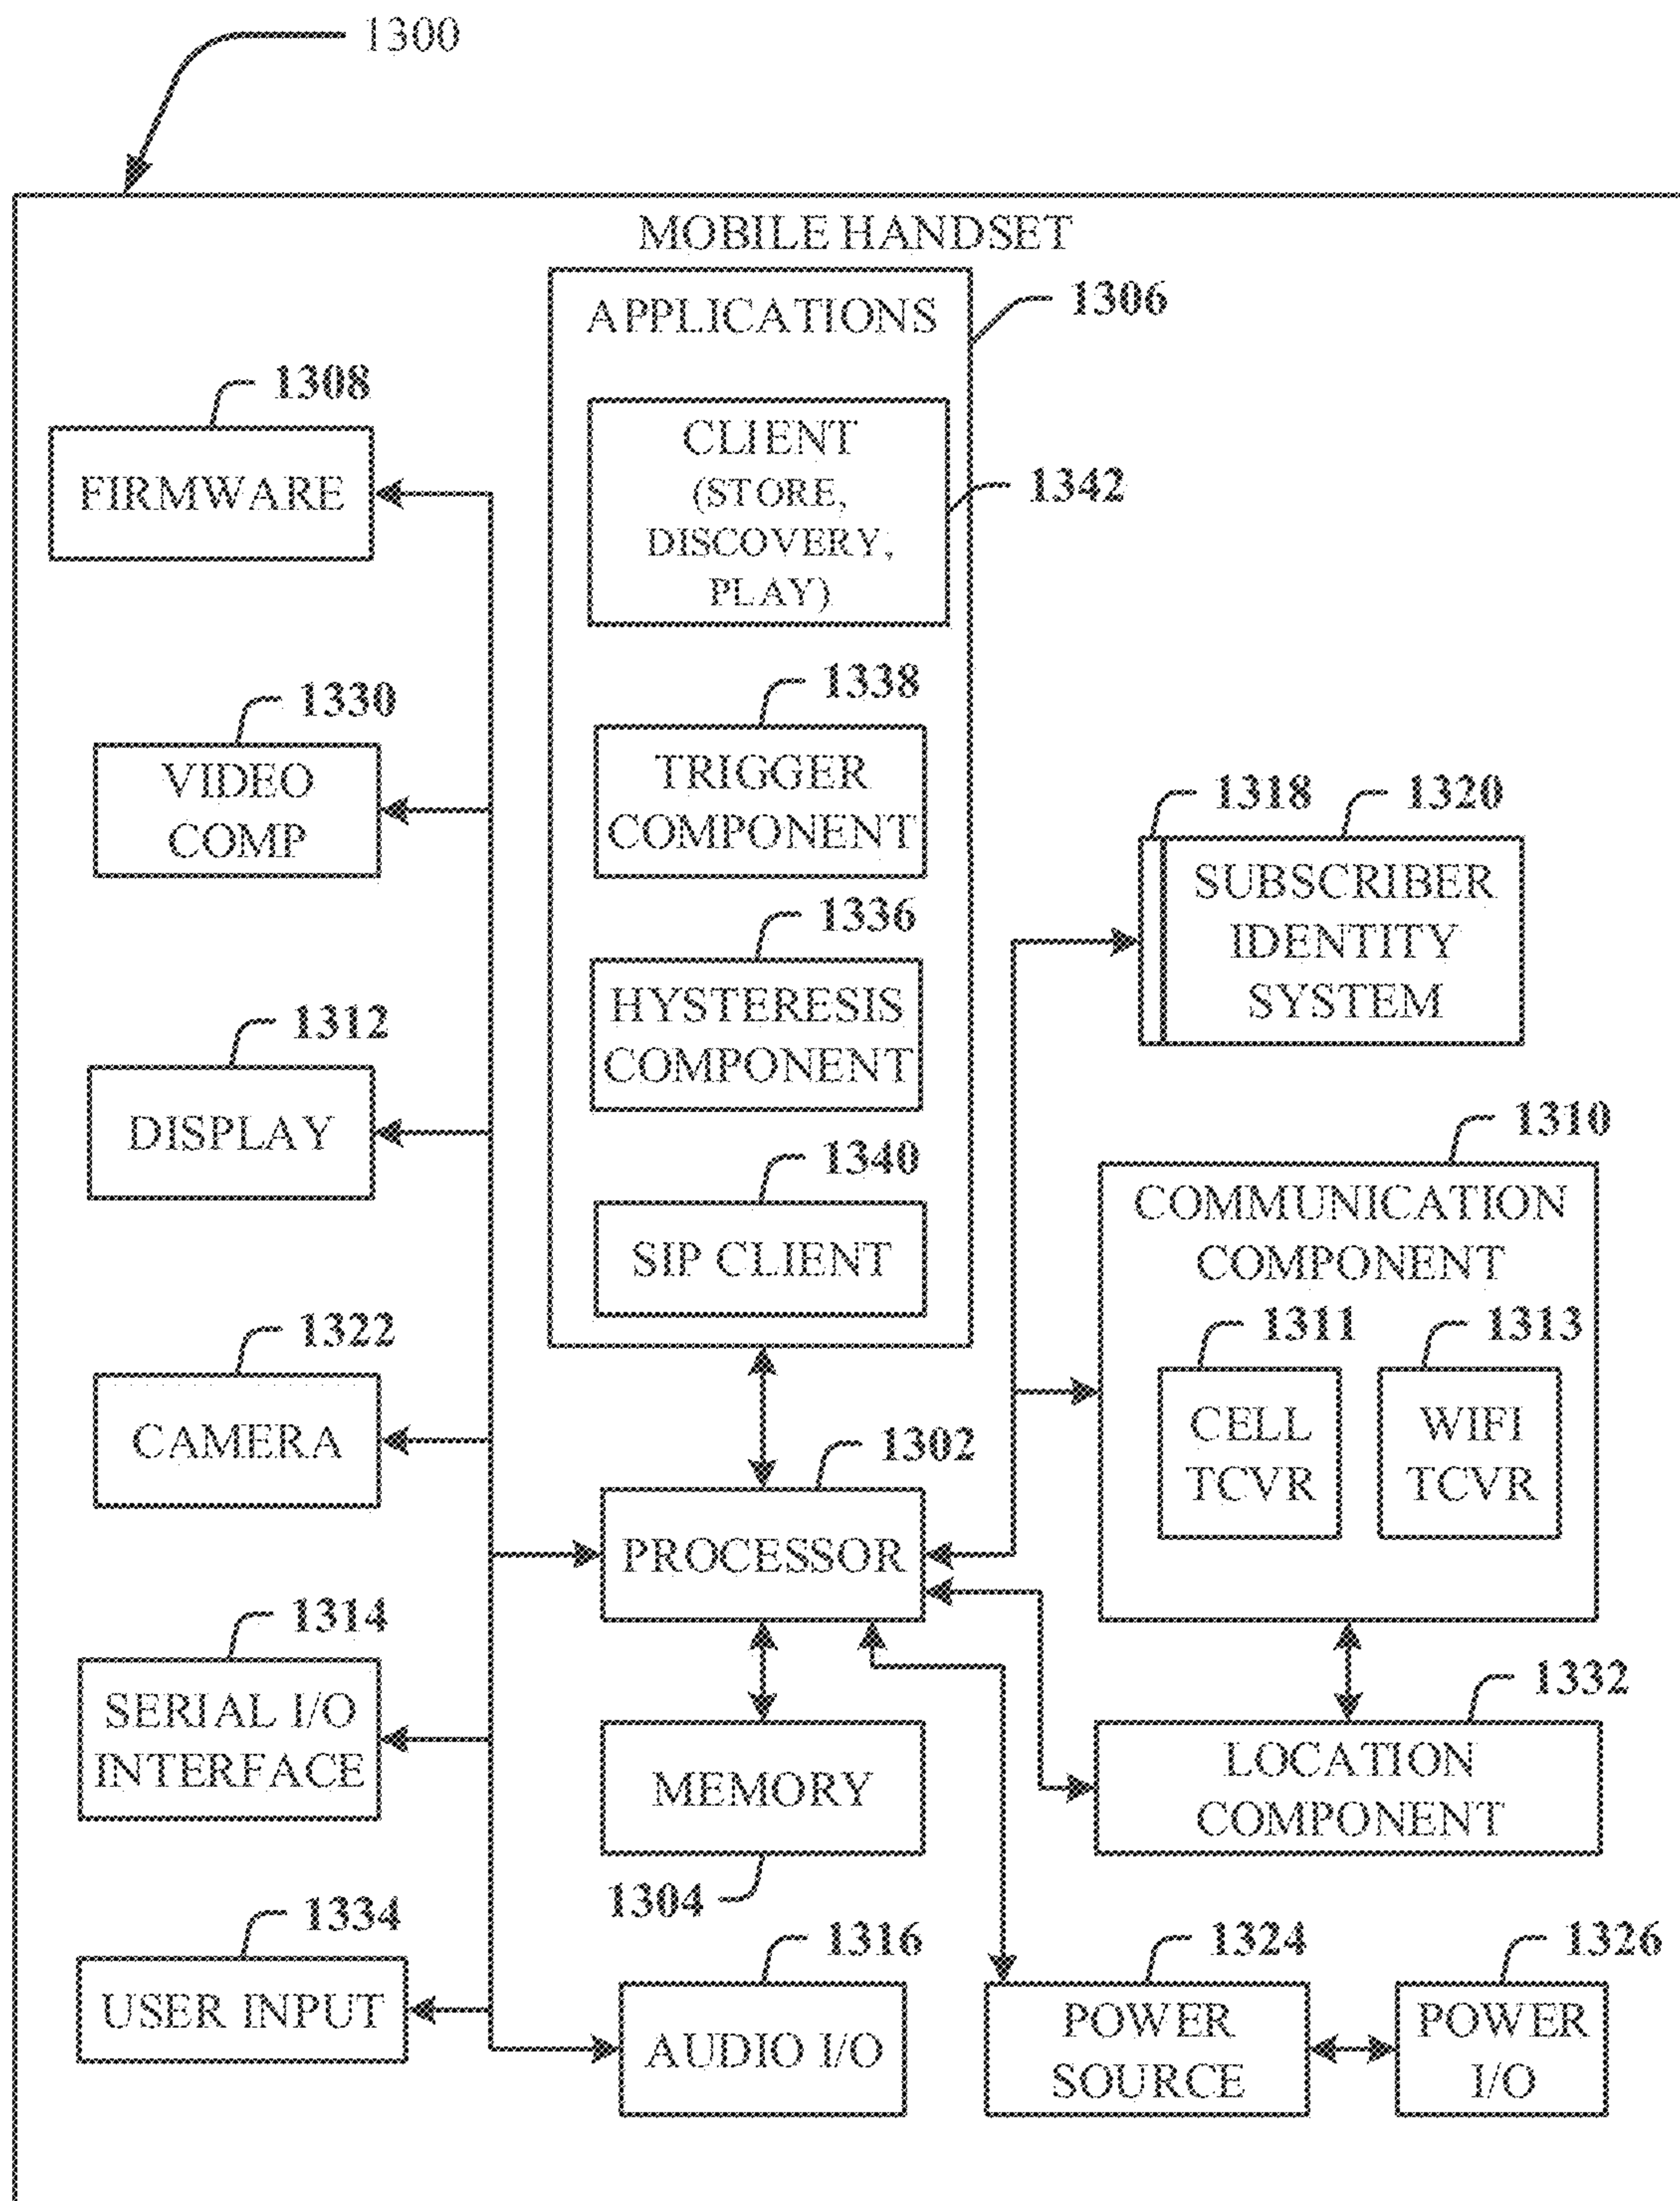 1300
MOBILE HANDSET
APPLICATIONS
1306
CLIENT
(STORE,
DISCOVERY,
PLAY)
1342
1308
FIRMWARE
1338
TRIGGER
COMPONENT
1330
VIDEO
COMP
1318
1320
SUBSCRIBER
IDENTITY
SYSTEM
1336
HYSTERESIS
COMPONENT
1312
DISPLAY
1340
SIP CLIENT
1310
COMMUNICATION
COMPONENT
1311
CELL
TCVR
1313
WIFI
TCVR
1322
CAMERA
1302
PROCESSOR
1314
SERIAL I/O
INTERFACE
MEMORY
1304
1332
LOCATION
COMPONENT
1334
USER INPUT
1316
AUDIO I/O
1324
POWER
SOURCE
1326
POWER
I/O